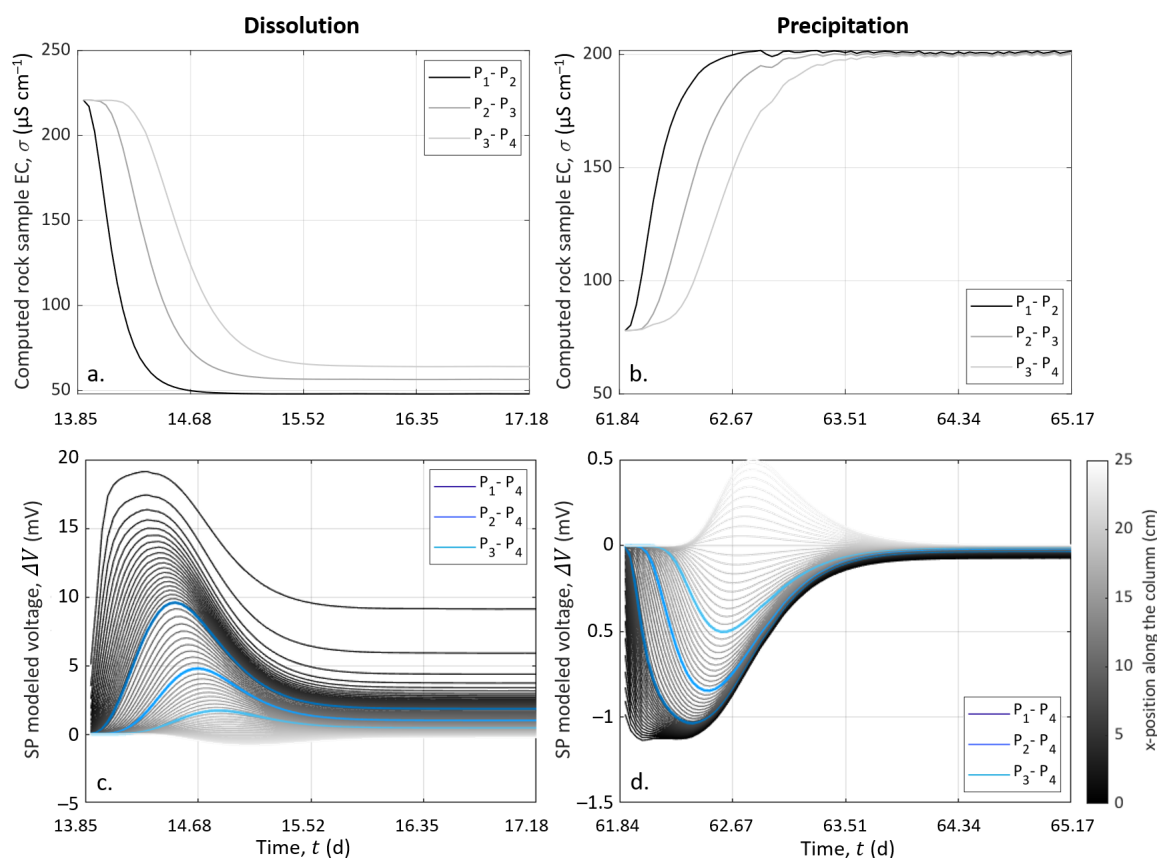 Dissolution
Precipitation
Computed rock sample EC, σ (µS cm⁻¹)
250
200
150
100
50
P₁- P₂
P₂- P₃
P₃- P₄
a.
13.85 14.68 15.52 16.35 17.18
Computed rock sample EC, σ (µS cm⁻¹)
200
150
100
50
P₁- P₂
P₂- P₃
P₃- P₄
b.
61.84 62.67 63.51 64.34 65.17
SP modeled voltage, ΔV (mV)
20
15
10
5
0
−5
P₁- P₄
P₂- P₄
P₃- P₄
c.
13.85 14.68 15.52 16.35 17.18
Time, t (d)
SP modeled voltage, ΔV (mV)
0.5
0
0.5
−1
−1.5
P₁- P₄
P₂- P₄
P₃- P₄
d.
61.84 62.67 63.51 64.34 65.17
Time, t (d)
25
20
15
10
5
0
x-position along the column (cm)